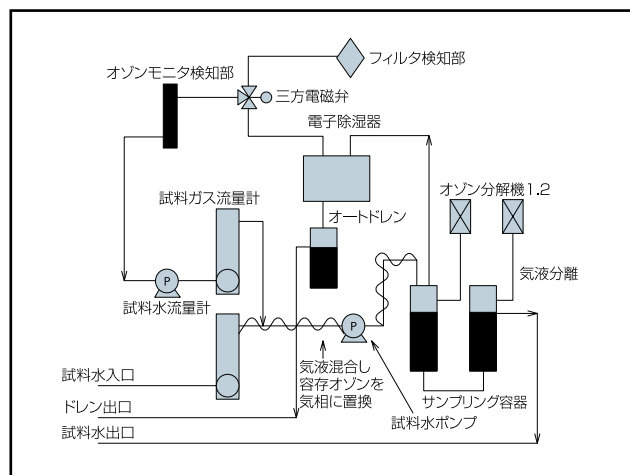 フィルタ検知部
オゾンモニタ検知部
三方電磁弁
電子除湿器
試料ガス流量計
オートドレン
オゾン分解機1.2
P
試料水流量計
気液分離
P
試料水入口
気液混合し
容存オゾンを
気相に置換
サンプリング容器
ドレン出口
試料水ポンプ
試料水出口